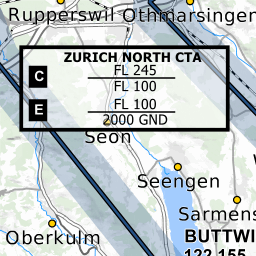 Rupperswil Othmarsingen
ZURICH NORTH CTA
C
FL 245
FL 100
E
FL 100
2000 GND
Seon
Seengen
Sarmens
Oberkulm
BUTTWI
122.155